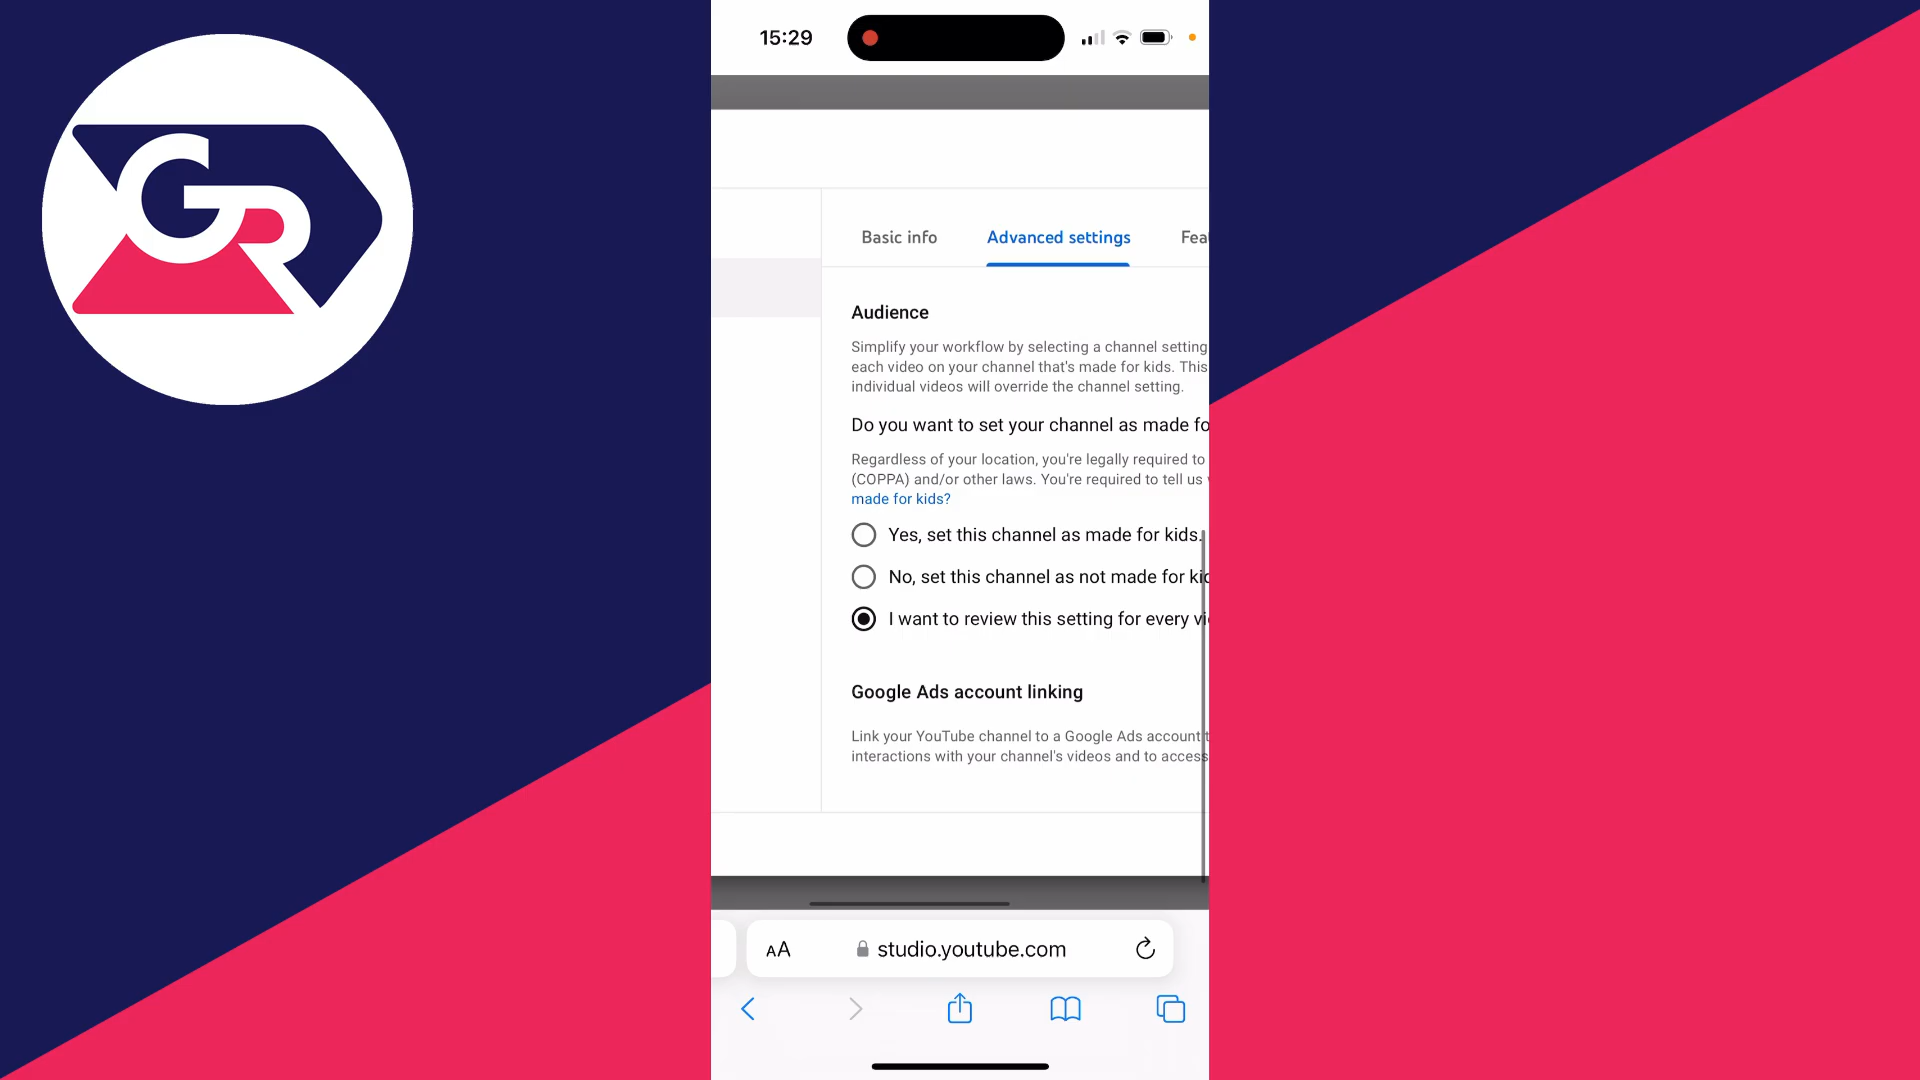 GR
15:29
Basic info
Advanced settings
Fea
Audience
Simplify your workflow by selecting a channel setting
each video on your channel that's made for kids. This
individual videos will override the channel setting.
Do you want to set your channel as made fo
Regardless of your location, you're legally required to
(COPPA) and/or other laws. You're required to tell us
made for kids?
Yes, set this channel as made for kids.
No, set this channel as not made for kid
I want to review this setting for every vi
Google Ads account linking
Link your YouTube channel to a Google Ads account t
interactions with your channel's videos and to access
AA
studio.youtube.com